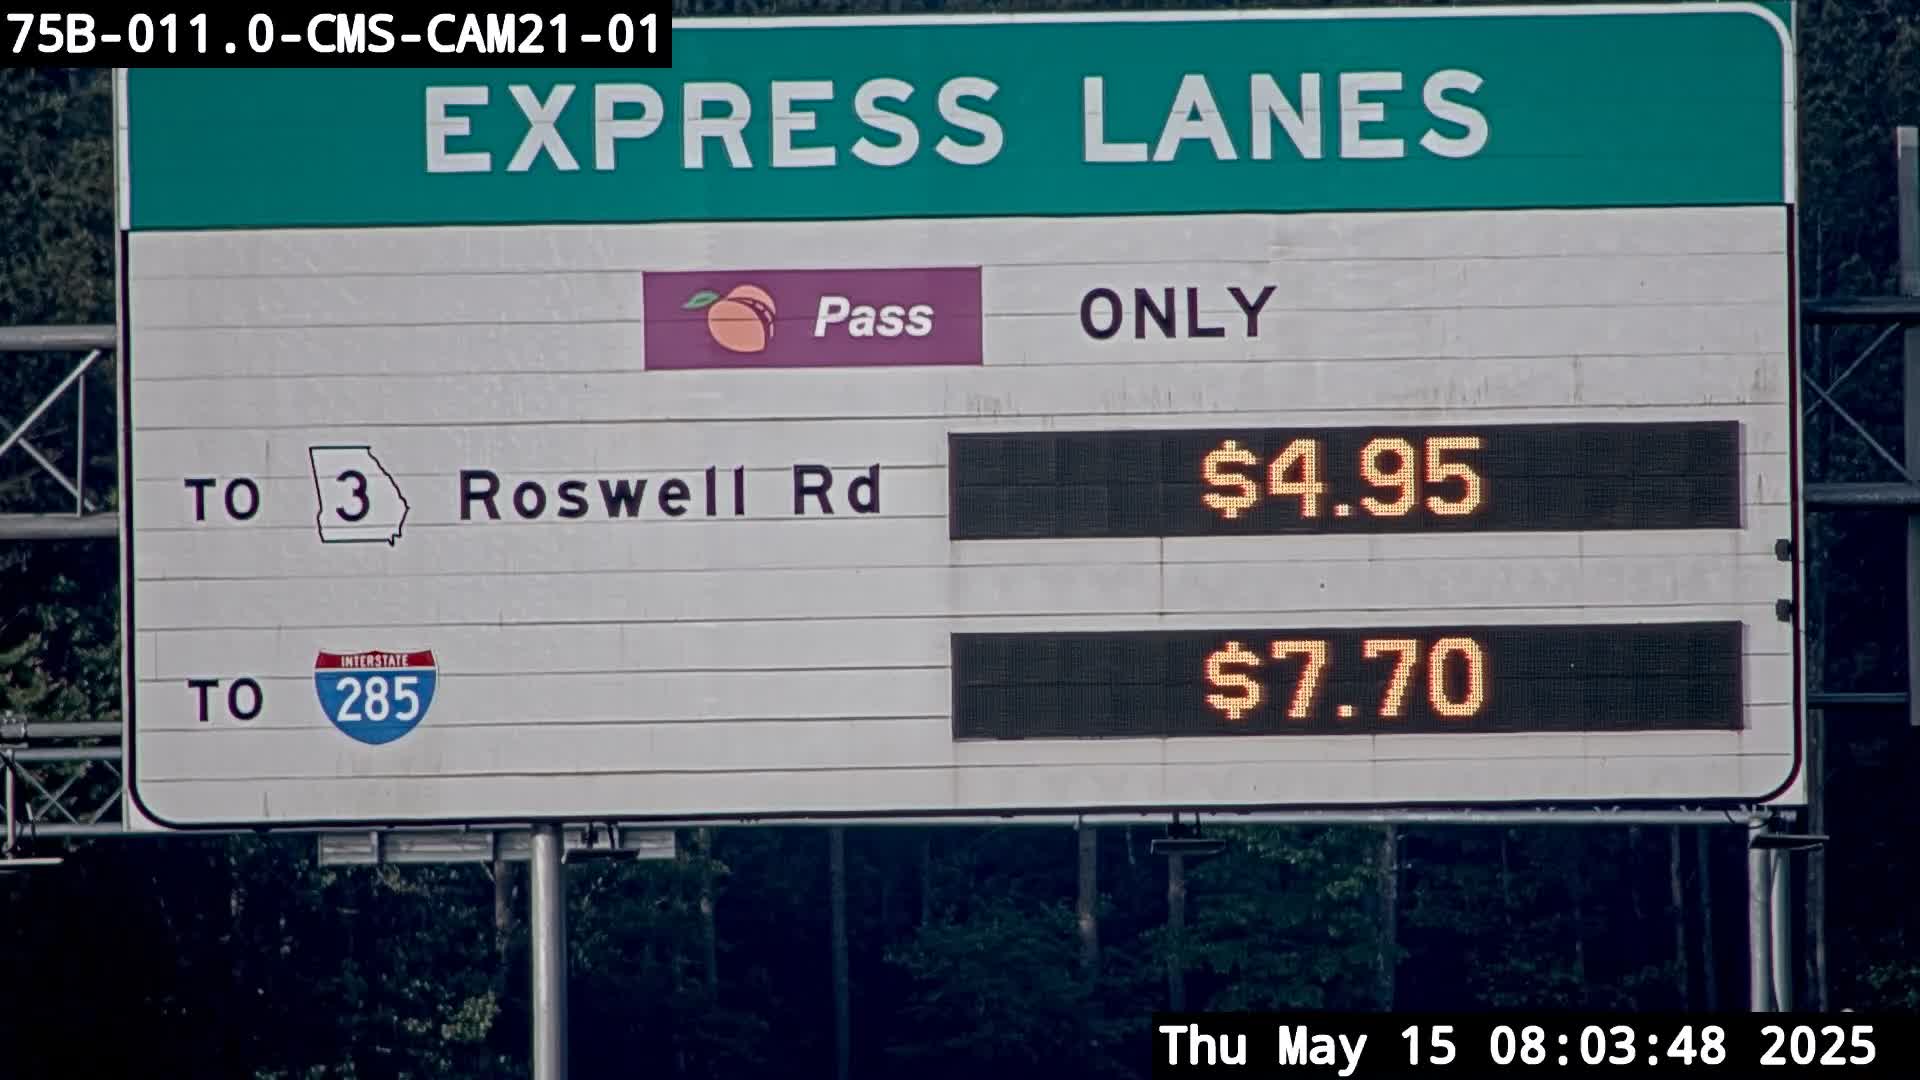 75B-011.0-CMS-CAM21-01
EXPRESS LANES
Pass ONLY
TO 3 Roswell Rd $4.95
INTERSTATE
TO 285 $7.70
Thu May 15 08:03:48 2025